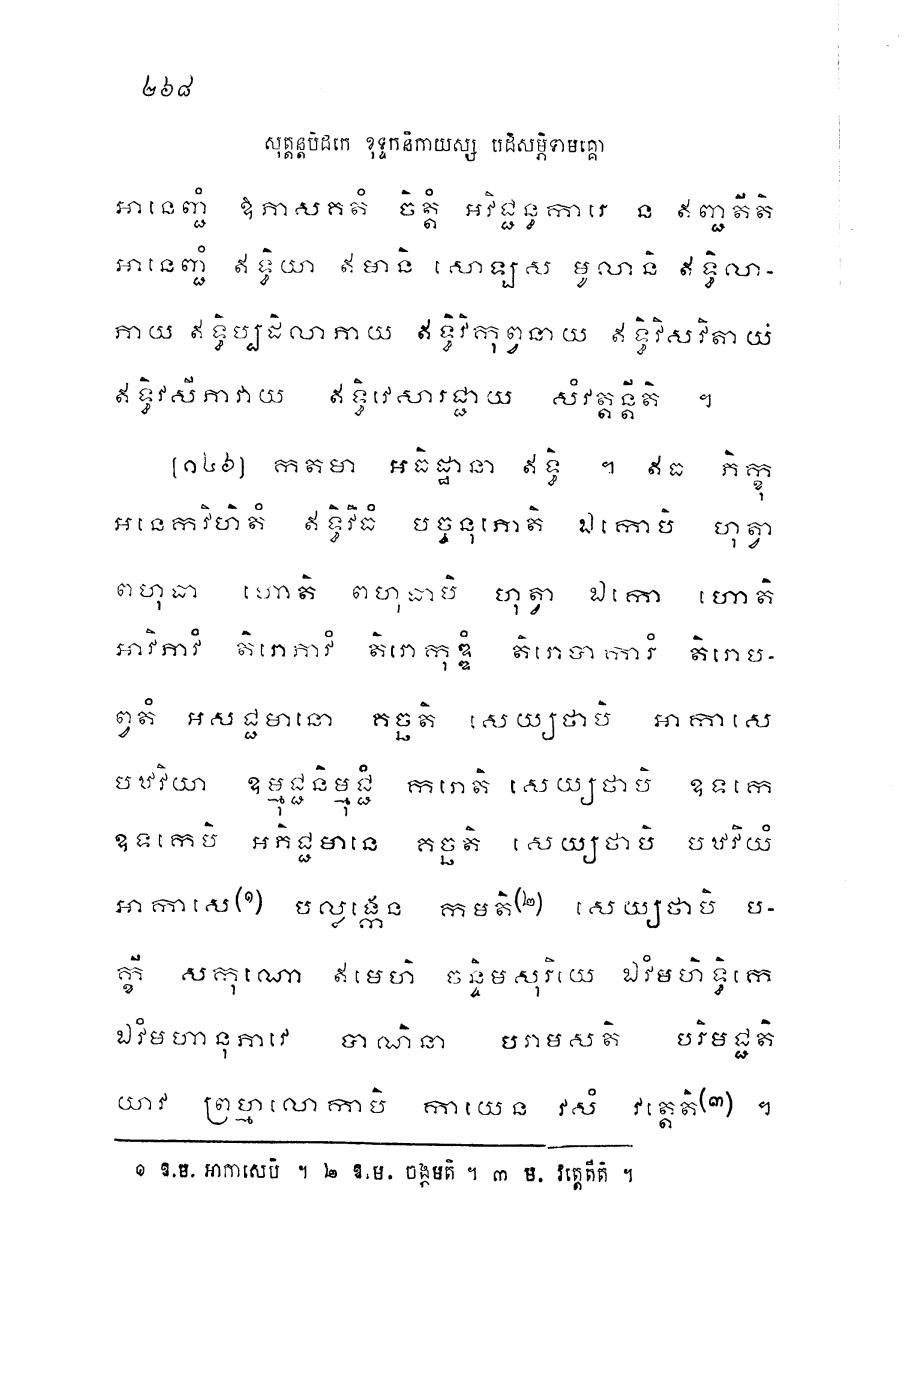 ២៦៨
សុត្តន្តបិដកេ ខុទ្ទកនិកាយស្ស បដិសម្ភិទាមគ្គោ
អានេញ្ជំ ឱភាសកតំ ចិត្តំ អវិជ្ជន្ធការេ ន ឥញ្ជតីតិ
អានេញ្ជំ ឥទ្ធិយា ឥមានិ សោឡស មូលានិ ឥទ្ធិលា-
ភាយ ឥទ្ធិប្បដិលាភាយ ឥទ្ធិវិកុព្វនាយ ឥទ្ធិវិសវិតាយ
ឥទ្ធិវសីភាវាយ ឥទ្ធិវេសារជ្ជាយ សំវត្តន្តីតិ ។
[១៤៦] កតមា អធិដ្ឋានា ឥទ្ធិ ។ ឥធ ភិក្ខុ
អនេកវិហិតំ ឥទ្ធិវិធំ បច្ចនុភោតិ ឯកោបិ ហុត្វា
ពហុធា ហោតិ ពហុធាបិ ហុត្វា ឯកោ ហោតិ
អាវិភាវំ តិរោភាវំ តិរោកុឌ្ឌំ តិរោបាការំ តិរោប-
ព្វតំ អសជ្ជមានោ គច្ឆតិ សេយ្យថាបិ អាកាសេ
បឋវិយា ឧម្មុជ្ជនិម្មុជ្ជំ ករោតិ សេយ្យថាបិ ឧទកេ
ឧទកេបិ អភិជ្ជមានេ គច្ឆតិ សេយ្យថាបិ បឋវិយំ
អាកាសេ(១) បល្លង្កេន កមតិ(២) សេយ្យថាបិ ប-
ក្ខី សកុណោ ឥមេបិ ចន្ទិមសុរិយេ ឯវំមហិទ្ធិកេ
ឯវំមហានុភាវេ បាណិនា បរាមសតិ បរិមជ្ជតិ
យាវ ព្រហ្មលោកាបិ កាយេន វសំ វត្តេតិ(៣) ។
១ ឱ.ម. អាកាសេបិ ។ ២ ឱ.ម. ចង្កមតិ ។ ៣ ម. វត្តេតីតិ ។